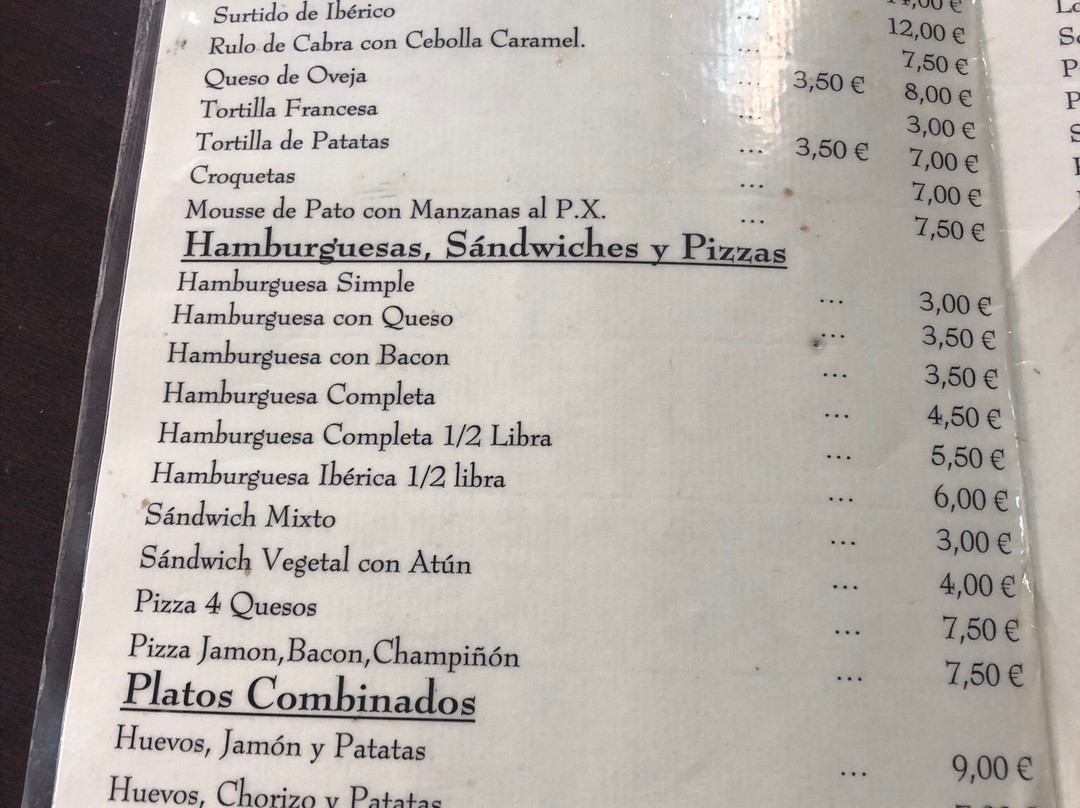 Surtido de Ibérico ... 12,00 €
Rulo de Cabra con Cebolla Caramel. ... 7,50 €
Queso de Oveja ... 3,50 € 8,00 €
Tortilla Francesa ... 3,00 €
Tortilla de Patatas ... 3,50 € 7,00 €
Croquetas ... 7,00 €
Mousse de Pato con Manzanas al P.X. ... 7,50 €
Hamburguesas, Sándwiches y Pizzas
Hamburguesa Simple ... 3,00 €
Hamburguesa con Queso ... 3,50 €
Hamburguesa con Bacon ... 3,50 €
Hamburguesa Completa ... 4,50 €
Hamburguesa Completa 1/2 Libra ... 5,50 €
Hamburguesa Ibérica 1/2 libra ... 6,00 €
Sándwich Mixto ... 3,00 €
Sándwich Vegetal con Atún ... 4,00 €
Pizza 4 Quesos ... 7,50 €
Pizza Jamon,Bacon,Champiñón ... 7,50 €
Platos Combinados
Huevos, Jamón y Patatas ... 9,00 €
Huevos, Chorizo y Patatas